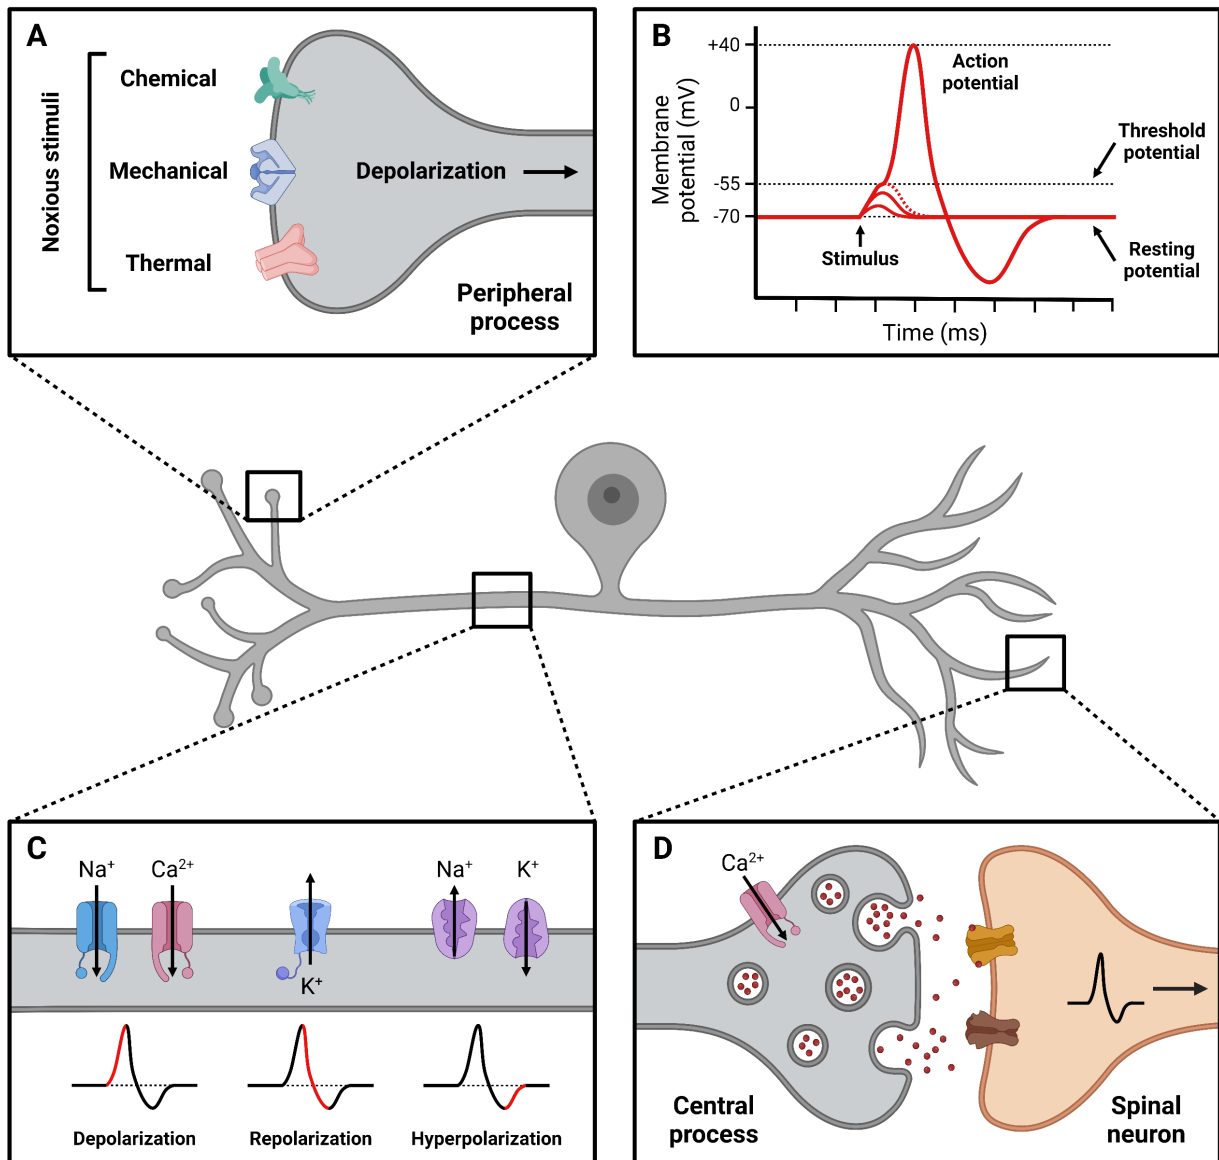 A
Noxious stimuli
Chemical
Mechanical
Thermal
Depolarization
Peripheral
process
B
Membrane
potential (mV)
+40
0
-55
-70
Action
potential
Threshold
potential
Stimulus
Resting
potential
Time (ms)
C
Na⁺
Ca²⁺
K⁺
Na⁺
K⁺
Depolarization
Repolarization
Hyperpolarization
D
Ca²⁺
Central
process
Spinal
neuron